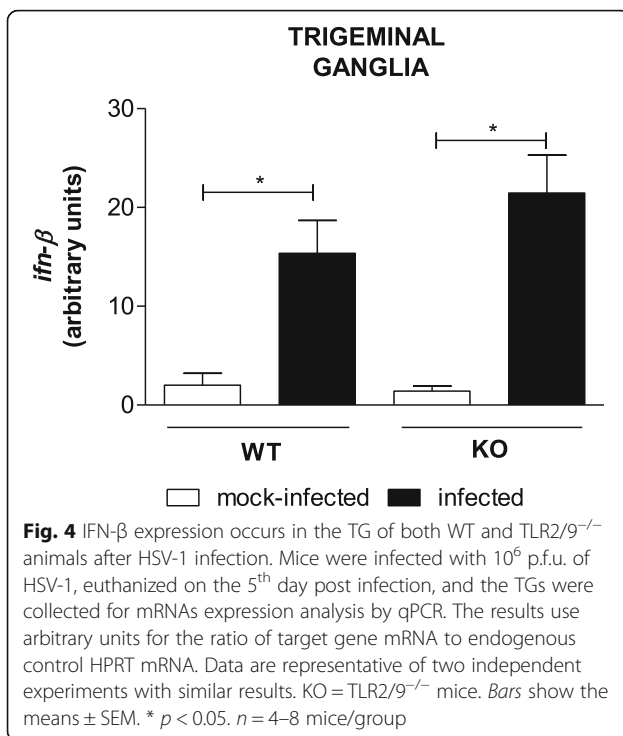 TRIGEMINAL
GANGLIA
30
20
10
0
ifn-β
(arbitrary units)
*
*
WT
KO
mock-infected infected
Fig. 4 IFN-β expression occurs in the TG of both WT and TLR2/9⁻/⁻
animals after HSV-1 infection. Mice were infected with 10⁶ p.f.u. of
HSV-1, euthanized on the 5ᵗʰ day post infection, and the TGs were
collected for mRNAs expression analysis by qPCR. The results use
arbitrary units for the ratio of target gene mRNA to endogenous
control HPRT mRNA. Data are representative of two independent
experiments with similar results. KO = TLR2/9⁻/⁻ mice. Bars show the
means ± SEM. * p < 0.05. n = 4–8 mice/group